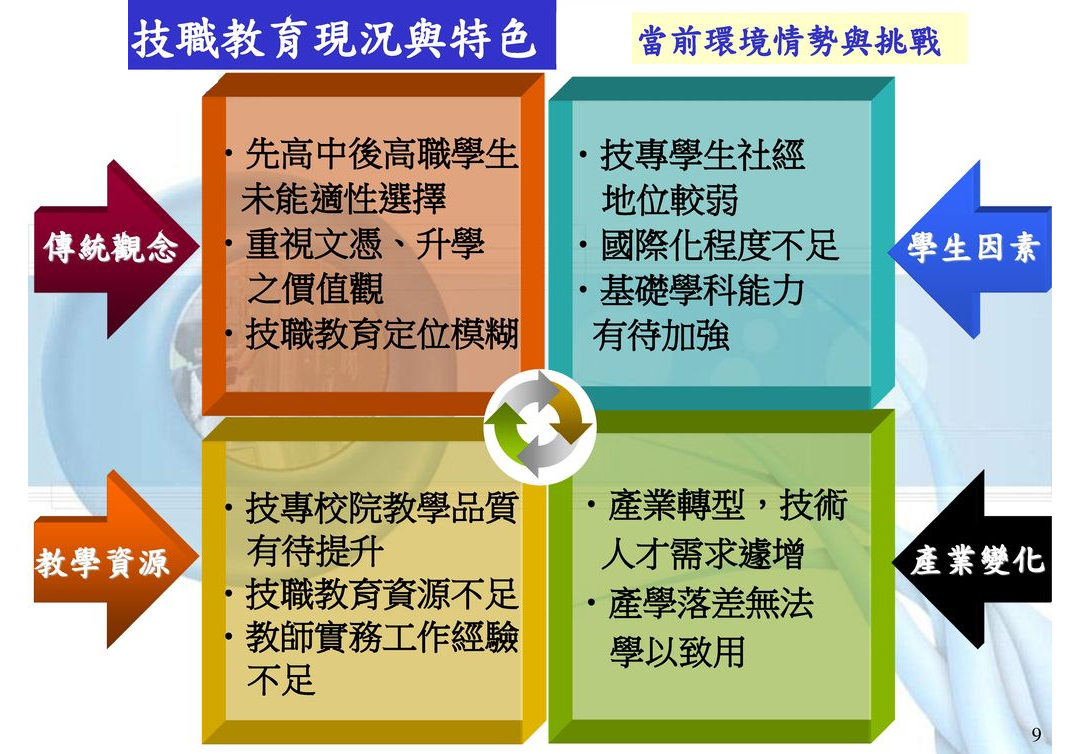 技職教育現況與特色
當前環境情勢與挑戰
傳統觀念
・先高中後高職學生
未能適性選擇
・重視文憑、升學
之價值觀
・技職教育定位模糊
・技專學生社經
地位較弱
・國際化程度不足
・基礎學科能力
有待加強
學生因素
教學資源
・技專校院教學品質
有待提升
・技職教育資源不足
・教師實務工作經驗
不足
・產業轉型，技術
人才需求遽增
・產學落差無法
學以致用
產業變化
9